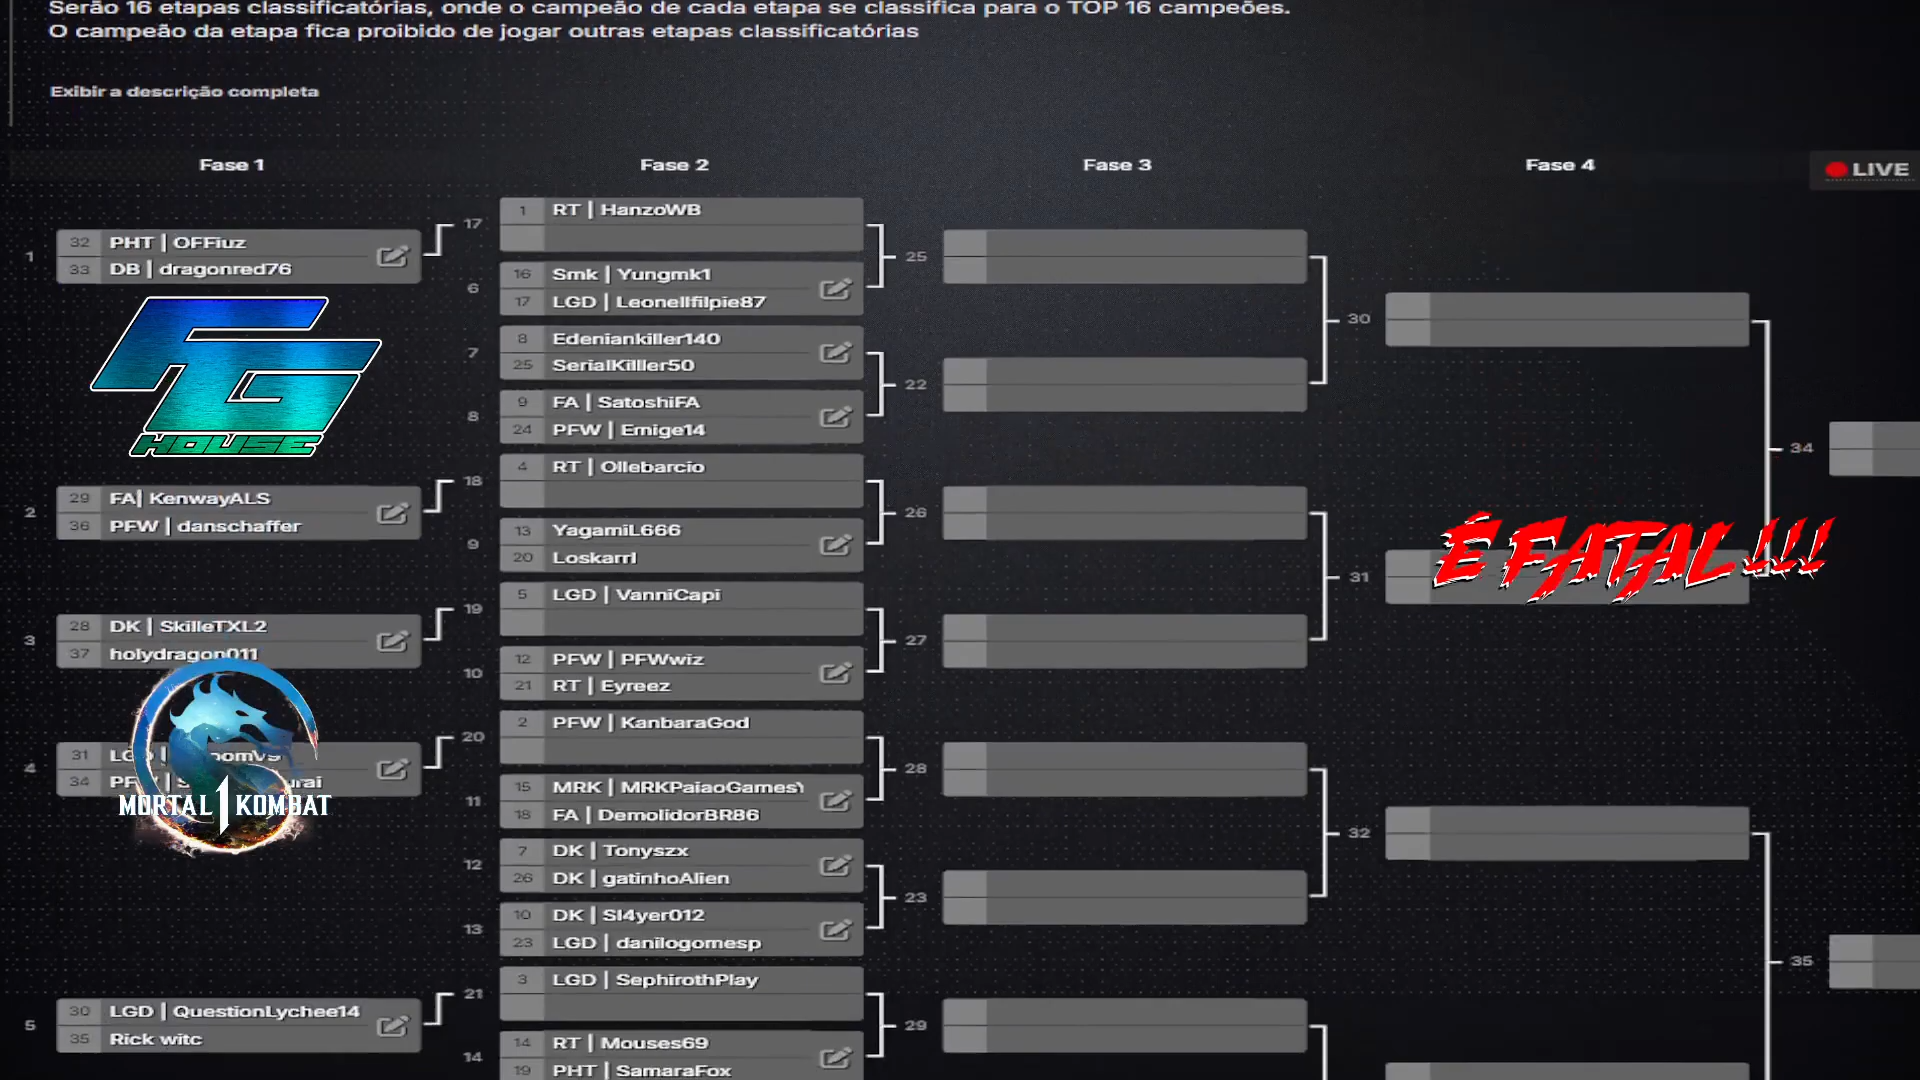 Serão 16 etapas classificatórias, onde o campeão de cada etapa se classifica para o TOP 16 campeões.
O campeão da etapa fica proibido de jogar outras etapas classificatórias
Exibir a descrição completa
Fase 1
Fase 2
Fase 3
Fase 4
LIVE
1
32 PHT | OFFiuz
33 DB | dragonred76
FG
HOUSE
2
29 FA| KenwayALS
36 PFW | danschaffer
3
28 DK | SkilleTXL2
37 holydragon011
4
31
34
MORTAL KOMBAT 1
5
30 LGD | QuestionLychee14
35 Rick witc
17
1 RT | HanzoWB
6
16 Smk | Yungmk1
17 LGD | Leonellfilpie87
7
8 Edeniankiller140
25 SerialKilller50
8
9 FA | SatoshiFA
24 PFW | Emige14
18
4 RT | Ollebarcio
9
13 YagamiL666
20 Loskarrl
19
5 LGD | VanniCapi
10
12 PFW | PFWwiz
21 RT | Eyreez
20
2 PFW | KanbaraGod
11
15 MRK | MRKPaiaoGamesY
18 FA | DemolidorBR86
12
7 DK | Tonyszx
26 DK | gatinhoAlien
13
10 DK | Sl4yer012
23 LGD | danilogomesp
21
3 LGD | SephirothPlay
14
14 RT | Mouses69
19 PHT | SamaraFox
25
22
26
27
28
23
29
30
31
32
É FATAL!!!
34
35